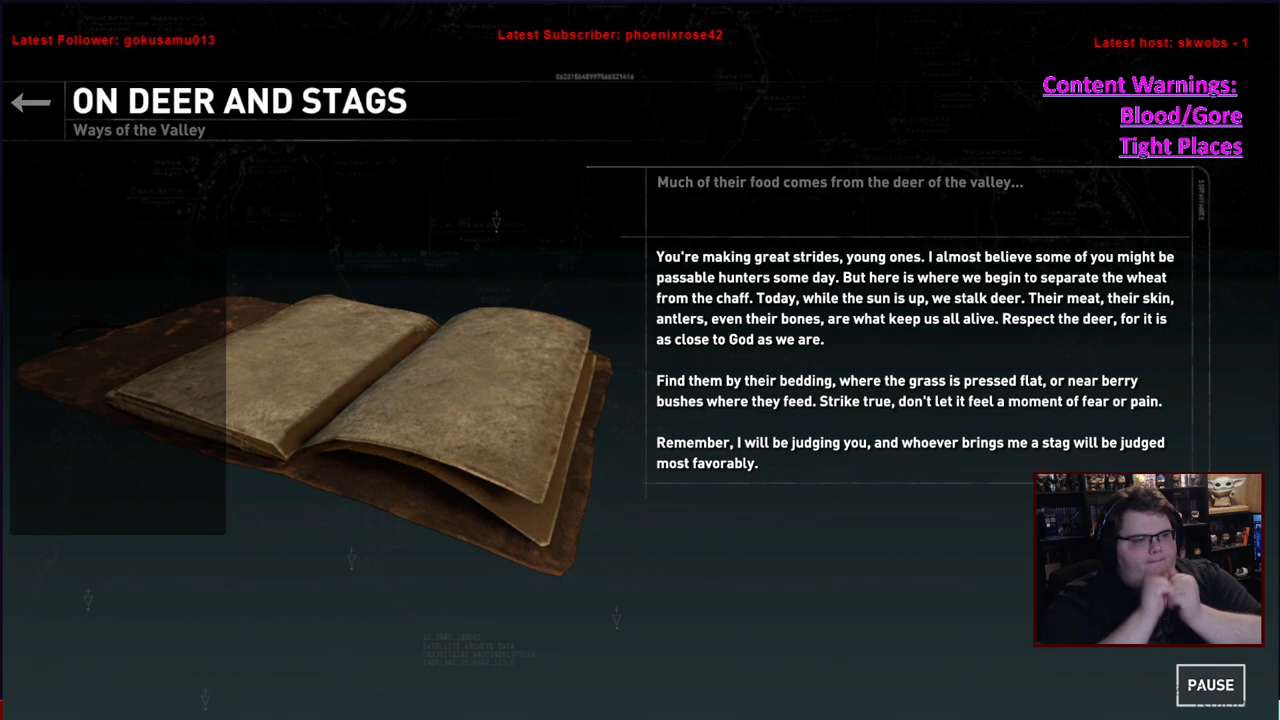 Latest Follower: gokusamu013
Latest Subscriber: phoenixrose42
Latest host: skwobs - 1
Content Warnings:
Blood/Gore
Tight Places
ON DEER AND STAGS
Ways of the Valley
Much of their food comes from the deer of the valley...
You're making great strides, young ones. I almost believe some of you might be
passable hunters some day. But here is where we begin to separate the wheat
from the chaff. Today, while the sun is up, we stalk deer. Their meat, their skin,
antlers, even their bones, are what keep us all alive. Respect the deer, for it is
as close to God as we are.
Find them by their bedding, where the grass is pressed flat, or near berry
bushes where they feed. Strike true, don't let it feel a moment of fear or pain.
Remember, I will be judging you, and whoever brings me a stag will be judged
most favorably.
PAUSE